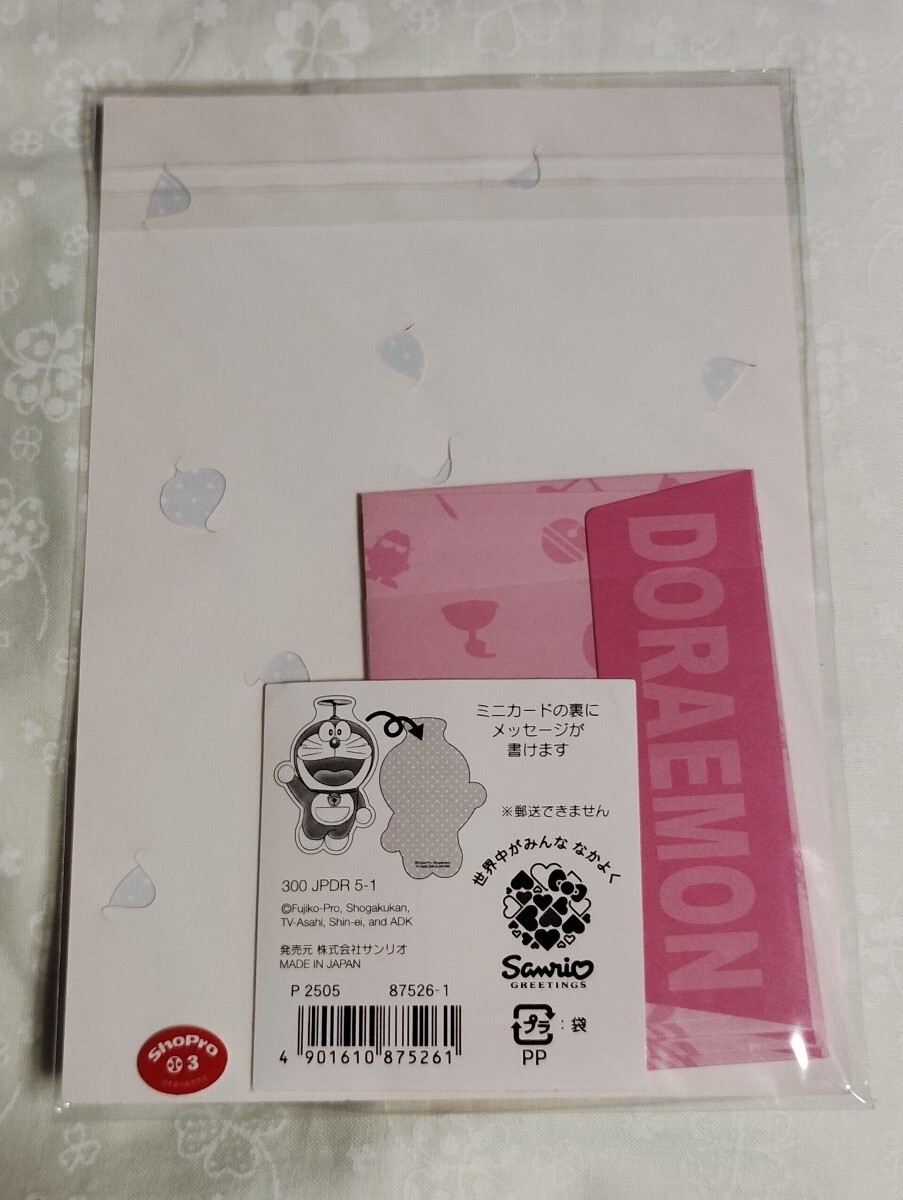 DORAEMON
ミニカードの裏に
メッセージが
書けます
※郵送できません
世界中がみんな なかよく
Sanrio
GREETINGS
300 JPDR 5-1
©Fujiko-Pro, Shogakukan,
TV-Asahi, Shin-ei, and ADK
発売元 株式会社サンリオ
MADE IN JAPAN
P 2505 87526-1
4 901610 875261
プラ : 袋
PP
ShoPro
3